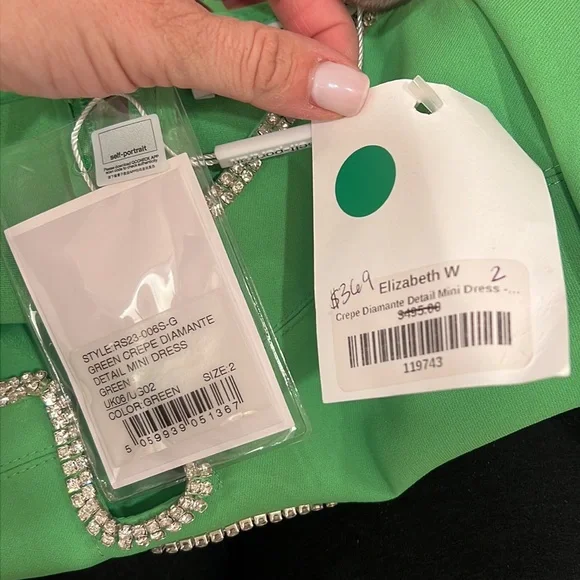 self-portrait
STYLE:RS23-006S-G
GREEN CREPE DIAMANTE
DETAIL MINI DRESS
GREEN
UK06/US02
COLOR:GREEN SIZE:2
5 059939 051367
$369 Elizabeth W 2
Crepe Diamante Detail Mini Dress -...
$495.00
119743